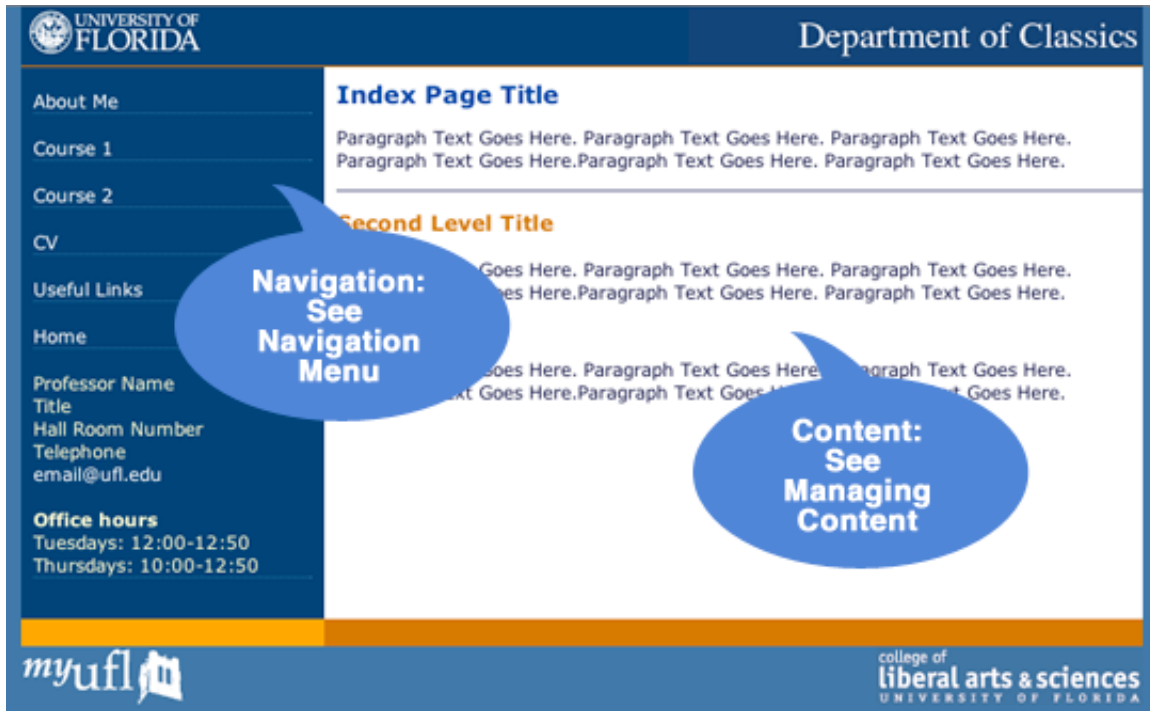 UNIVERSITY OF
FLORIDA
Department of Classics
About Me
Course 1
Course 2
CV
Useful Links
Home
Professor Name
Title
Hall Room Number
Telephone
email@ufl.edu
Office hours
Tuesdays: 12:00-12:50
Thursdays: 10:00-12:50
Index Page Title
Paragraph Text Goes Here. Paragraph Text Goes Here. Paragraph Text Goes Here.
Paragraph Text Goes Here.Paragraph Text Goes Here. Paragraph Text Goes Here.
Second Level Title
Goes Here. Paragraph Text Goes Here. Paragraph Text Goes Here.
Here.Paragraph Text Goes Here. Paragraph Text Goes Here.
Goes Here. Paragraph Text Goes Here. Text Goes Here.
Goes Here.Paragraph Text Goes Here.
Navigation:
See
Navigation
Menu
Content:
See
Managing
Content
myufl
college of
liberal arts & sciences
UNIVERSITY OF FLORIDA